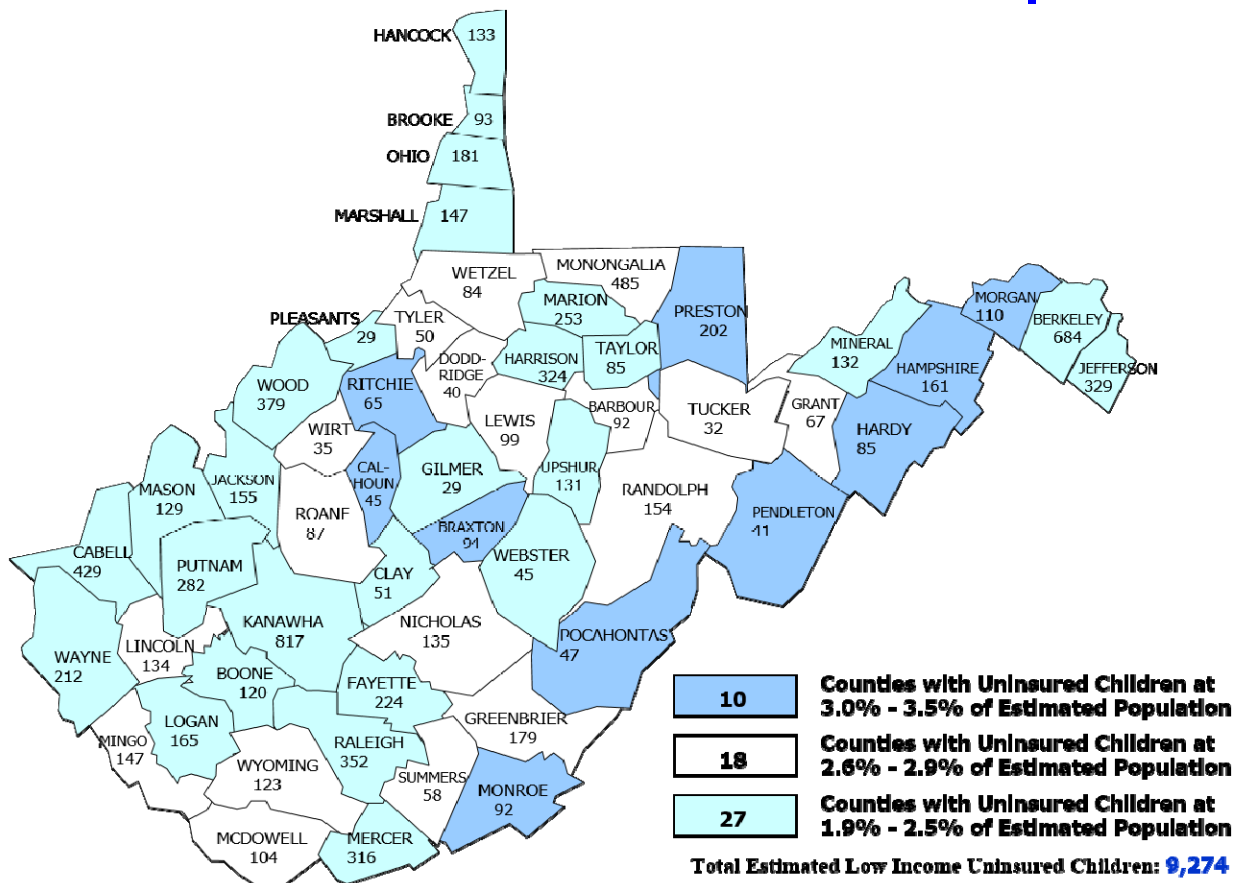 HANCOCK 133
BROOKE 93
OHIO 181
MARSHALL 147
WETZEL
84
MONONGALIA
485
MARION
253
PRESTON
202
MORGAN
110
BERKELEY
684
JEFFERSON
329
PLEASANTS
29
TYLER
50
DODD-
RIDGE
40
HARRISON
324
TAYLOR
85
MINERAL
132
HAMPSHIRE
161
WOOD
379
RITCHIE
65
WIRT
35
LEWIS
99
BARBOUR
92
TUCKER
32
GRANT
67
HARDY
85
MASON
129
JACKSON
155
ROANE
87
CAL-
HOUN
45
GILMER
29
UPSHUR
131
RANDOLPH
154
PENDLETON
41
BRAXTON
94
WEBSTER
45
CABELL
429
PUTNAM
282
CLAY
51
KANAWHA
817
NICHOLAS
135
POCAHONTAS
47
WAYNE
212
LINCOLN
134
BOONE
120
FAYETTE
224
LOGAN
165
GREENBRIER
179
MINGO
147
WYOMING
123
RALEIGH
352
SUMMERS
58
MONROE
92
MCDOWELL
104
MERCER
316
10 Counties with Uninsured Children at
3.0% - 3.5% of Estimated Population
18 Counties with Uninsured Children at
2.6% - 2.9% of Estimated Population
27 Counties with Uninsured Children at
1.9% - 2.5% of Estimated Population
Total Estimated Low Income Uninsured Children: 9,274